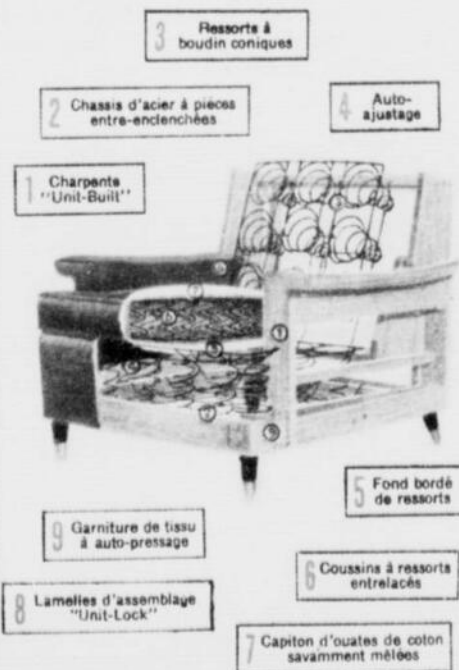 3 Ressorts à
boudin coniques
2 Chassis d'acier à pièces
entre-enclenchées
4 Auto-
ajustage
1 Charpente
"Unit-Built"
5 Fond bordé
de ressorts
9 Garniture de tissu
à auto-pressage
6 Coussins à ressorts
entrelacés
8 Lamelles d'assemblage
"Unit-Lock"
7 Capiton d'ouates de coton
savamment mêlées